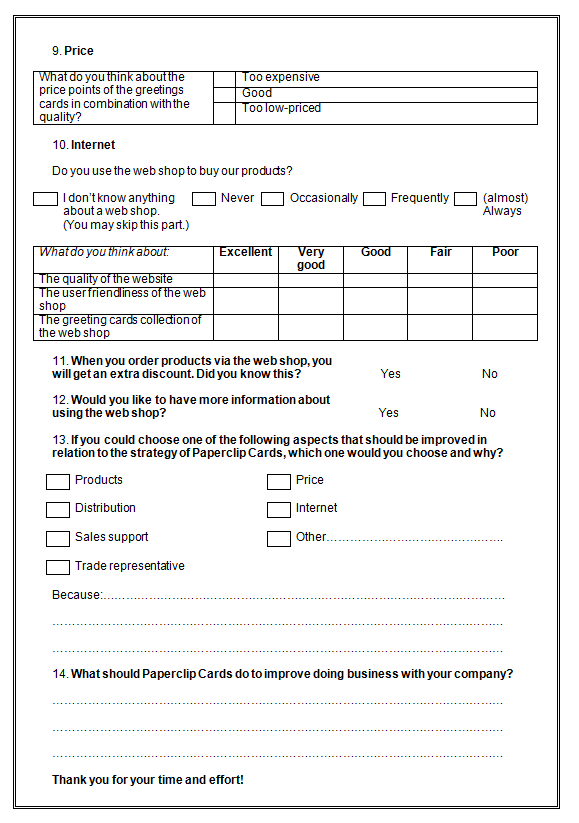 9. Price
What do you think about the
price points of the greetings
cards in combination with the
quality?
Too expensive
Good
Too low-priced
10. Internet
Do you use the web shop to buy our products?
I don't know anything
about a web shop.
(You may skip this part.)
Never
Occasionally
Frequently
(almost)
Always
What do you think about:
Excellent
Very
good
Good
Fair
Poor
The quality of the website
The user friendliness of the web
shop
The greeting cards collection of
the web shop
11. When you order products via the web shop, you
will get an extra discount. Did you know this? Yes No
12. Would you like to have more information about
using the web shop? Yes No
13. If you could choose one of the following aspects that should be improved in
relation to the strategy of Paperclip Cards, which one would you choose and why?
Products Price
Distribution Internet
Sales support Other……………………………………….
Trade representative
Because:…………………………………………………………………………………………
…………………………………………………………………………………………………….
…………………………………………………………………………………………………….
14. What should Paperclip Cards do to improve doing business with your company?
…………………………………………………………………………………………………….
…………………………………………………………………………………………………….
…………………………………………………………………………………………………….
Thank you for your time and effort!